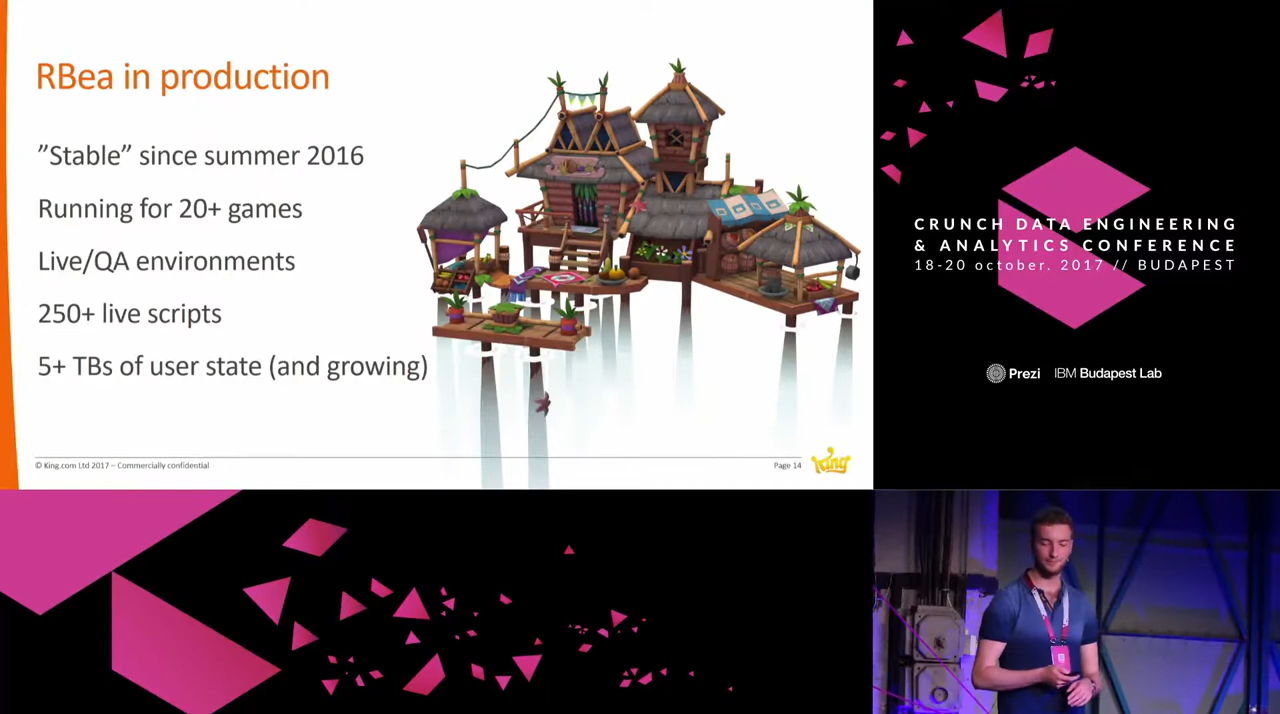 RBea in production
”Stable” since summer 2016
Running for 20+ games
Live/QA environments
250+ live scripts
5+ TBs of user state (and growing)
© King.com Ltd 2017 – Commercially confidential
Page 14
King
CRUNCH DATA ENGINEERING
& ANALYTICS CONFERENCE
18-20 october. 2017 // BUDAPEST
Prezi
IBM Budapest Lab